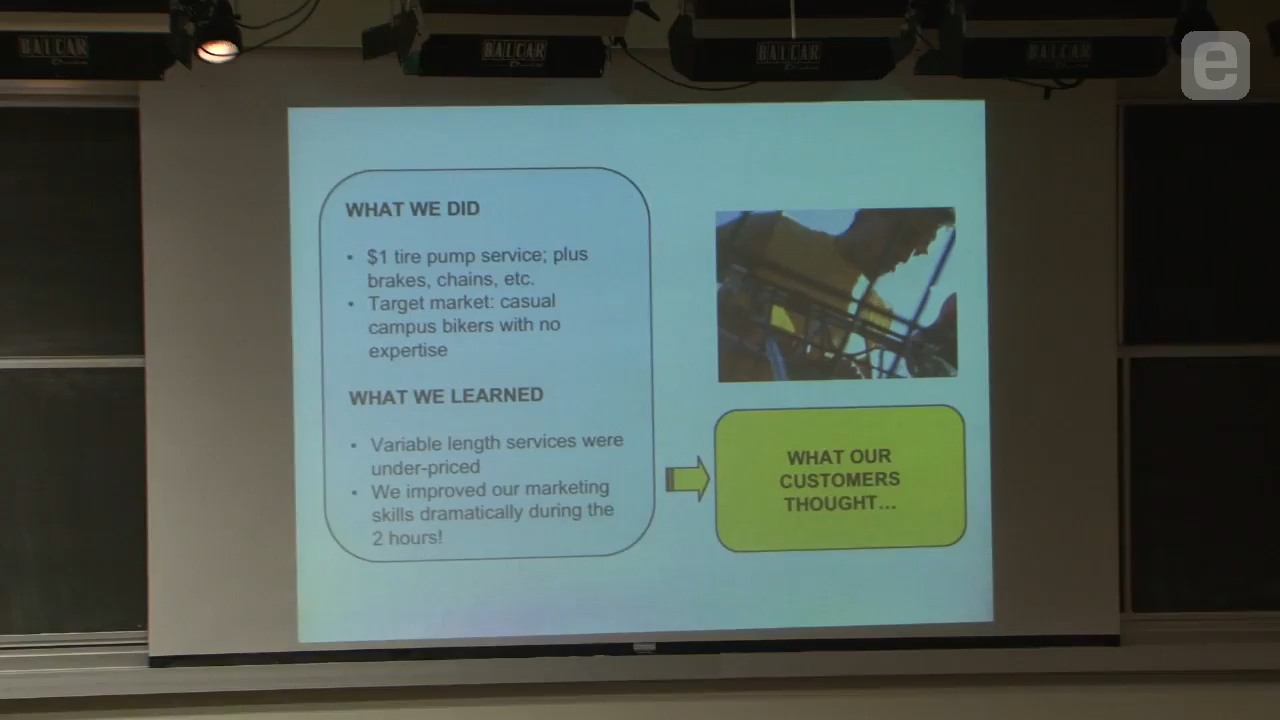 BALCAR
BALCAR
BALCAR
BALCAR
e
WHAT WE DID
• $1 tire pump service; plus
brakes, chains, etc.
• Target market: casual
campus bikers with no
expertise
WHAT WE LEARNED
• Variable length services were
under-priced
• We improved our marketing
skills dramatically during the
2 hours!
WHAT OUR
CUSTOMERS
THOUGHT...